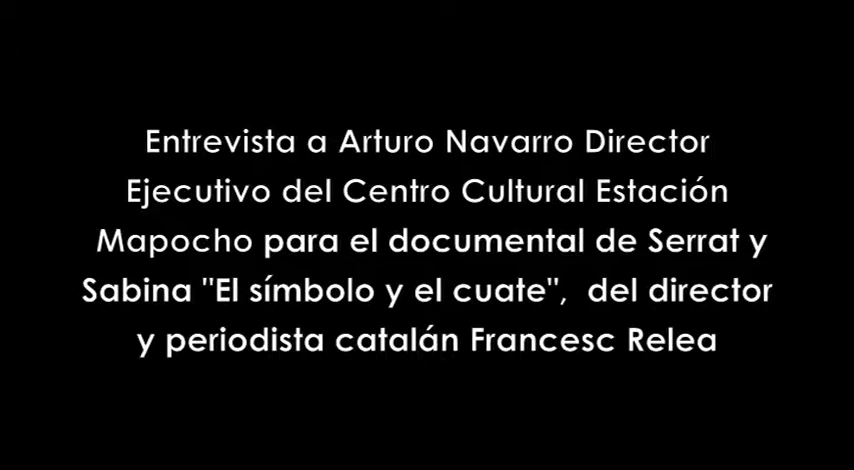 Entrevista a Arturo Navarro Director
Ejecutivo del Centro Cultural Estación
Mapocho para el documental de Serrat y
Sabina "El símbolo y el cuate", del director
y periodista catalán Francesc Relea